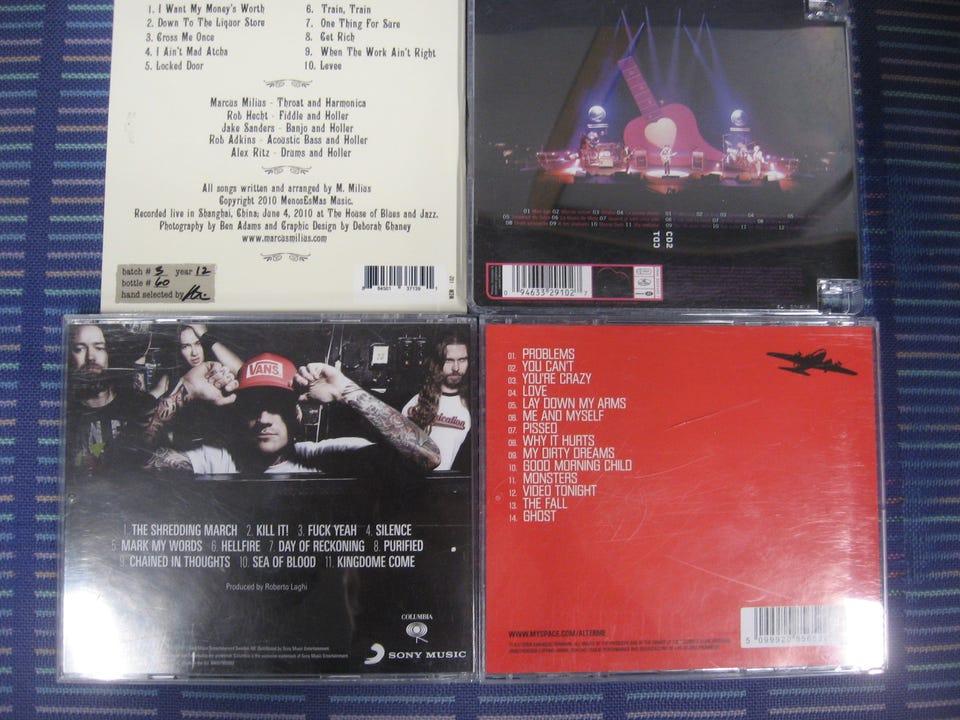 1. I Want My Money's Worth
2. Down To The Liquor Store
3. Cross Me Once
4. I Ain't Mad Atcha
5. Locked Door
6. Train, Train
7. One Thing For Sure
8. Get Rich
9. When The Work Ain't Right
10. Levee
Marcus Milias - Throat and Harmonica
Rob Hecht - Fiddle and Holler
Jake Sanders - Banjo and Holler
Rob Adkins - Acoustic Bass and Holler
Alex Ritz - Drums and Holler
All songs written and arranged by M. Milias
Copyright 2010 MenosEsMas Music.
Recorded live in Shanghai, China; June 4, 2010 at The House of Blues and Jazz.
Photography by Ben Adams and Graphic Design by Deborah Chaney
www.marcusmilias.com
batch # 3 year 12
bottle # 60
hand selected by
CD1
CD2
0 94633 29102 7
VANS
1. THE SHREDDING MARCH 2. KILL IT! 3. FUCK YEAH 4. SILENCE
5. MARK MY WORDS 6. HELLFIRE 7. DAY OF RECKONING 8. PURIFIED
9. CHAINED IN THOUGHTS 10. SEA OF BLOOD 11. KINGDOME COME
Produced by Roberto Laghi
COLUMBIA
SONY MUSIC
01. PROBLEMS
02. YOU CAN'T
03. YOU'RE CRAZY
04. LOVE
05. LAY DOWN MY ARMS
06. ME AND MYSELF
07. PISSED
08. WHY IT HURTS
09. MY DIRTY DREAMS
10. GOOD MORNING CHILD
11. MONSTERS
12. VIDEO TONIGHT
13. THE FALL
14. GHOST
WWW.MYSPACE.COM/ALTERME